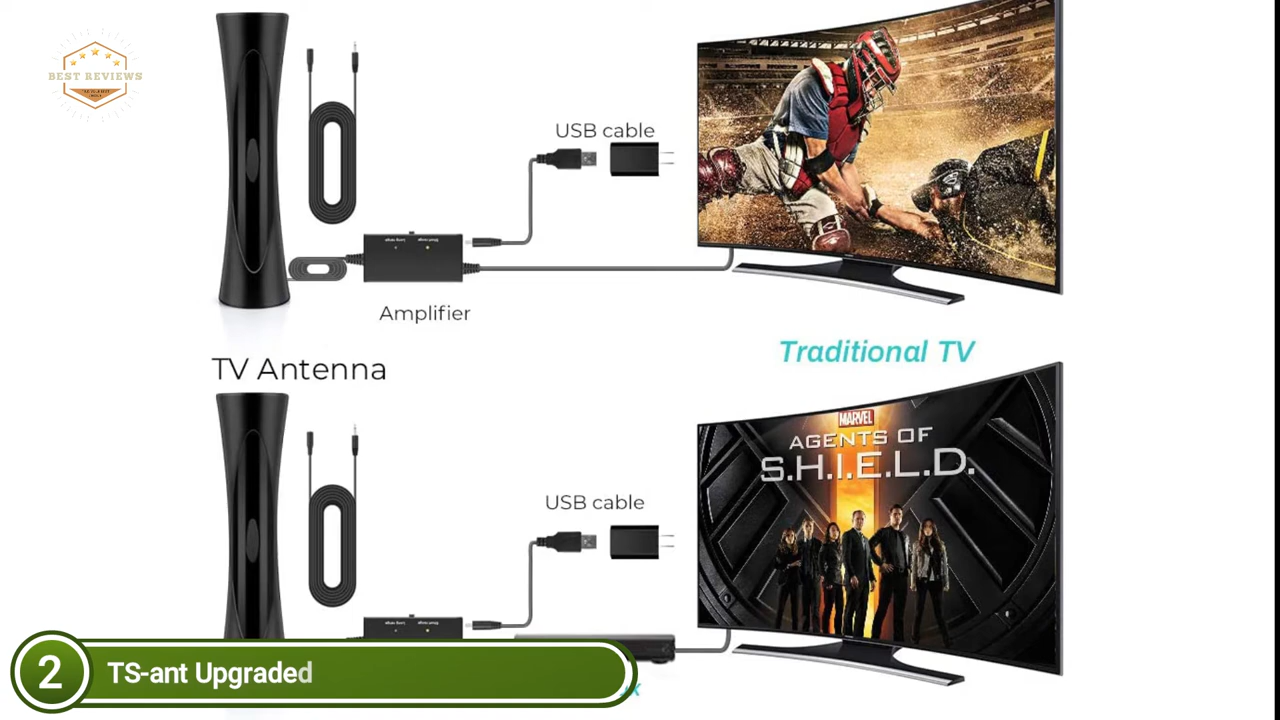 BEST REVIEWS
USB cable
Amplifier
Traditional TV
TV Antenna
MARVEL
AGENTS OF
S.H.I.E.L.D.
USB cable
2
TS-ant Upgraded